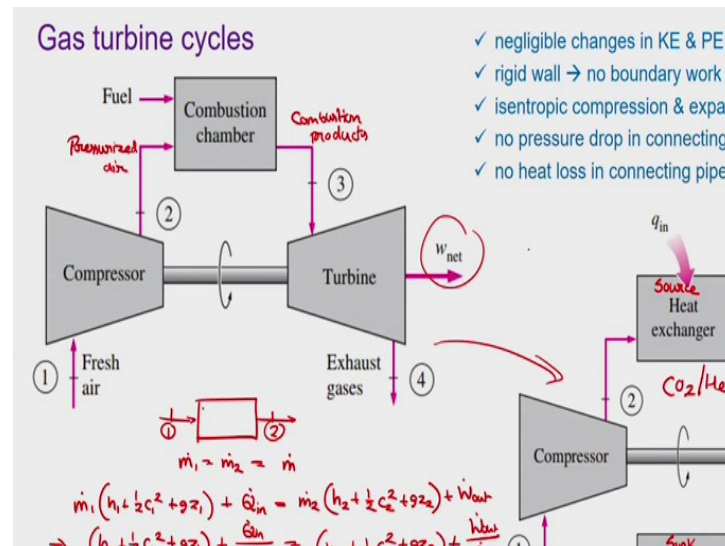 Gas turbine cycles
✓ negligible changes in KE & PE
✓ rigid wall → no boundary work
✓ isentropic compression & expa
✓ no pressure drop in connecting
✓ no heat loss in connecting pipe
Fuel
Combustion
chamber
Combustion
products
Pressurized
air
2
3
Compressor
Turbine
w_net
1
Fresh
air
Exhaust
gases
4
q_in
Source
Heat
exchanger
CO2/He
2
Compressor
1 2
ṁ₁ = ṁ₂ = ṁ
ṁ₁(h₁+½c₁²+gz₁) + Q̇in = ṁ₂(h₂+½c₂²+gz₂) + Ẇout
Sink